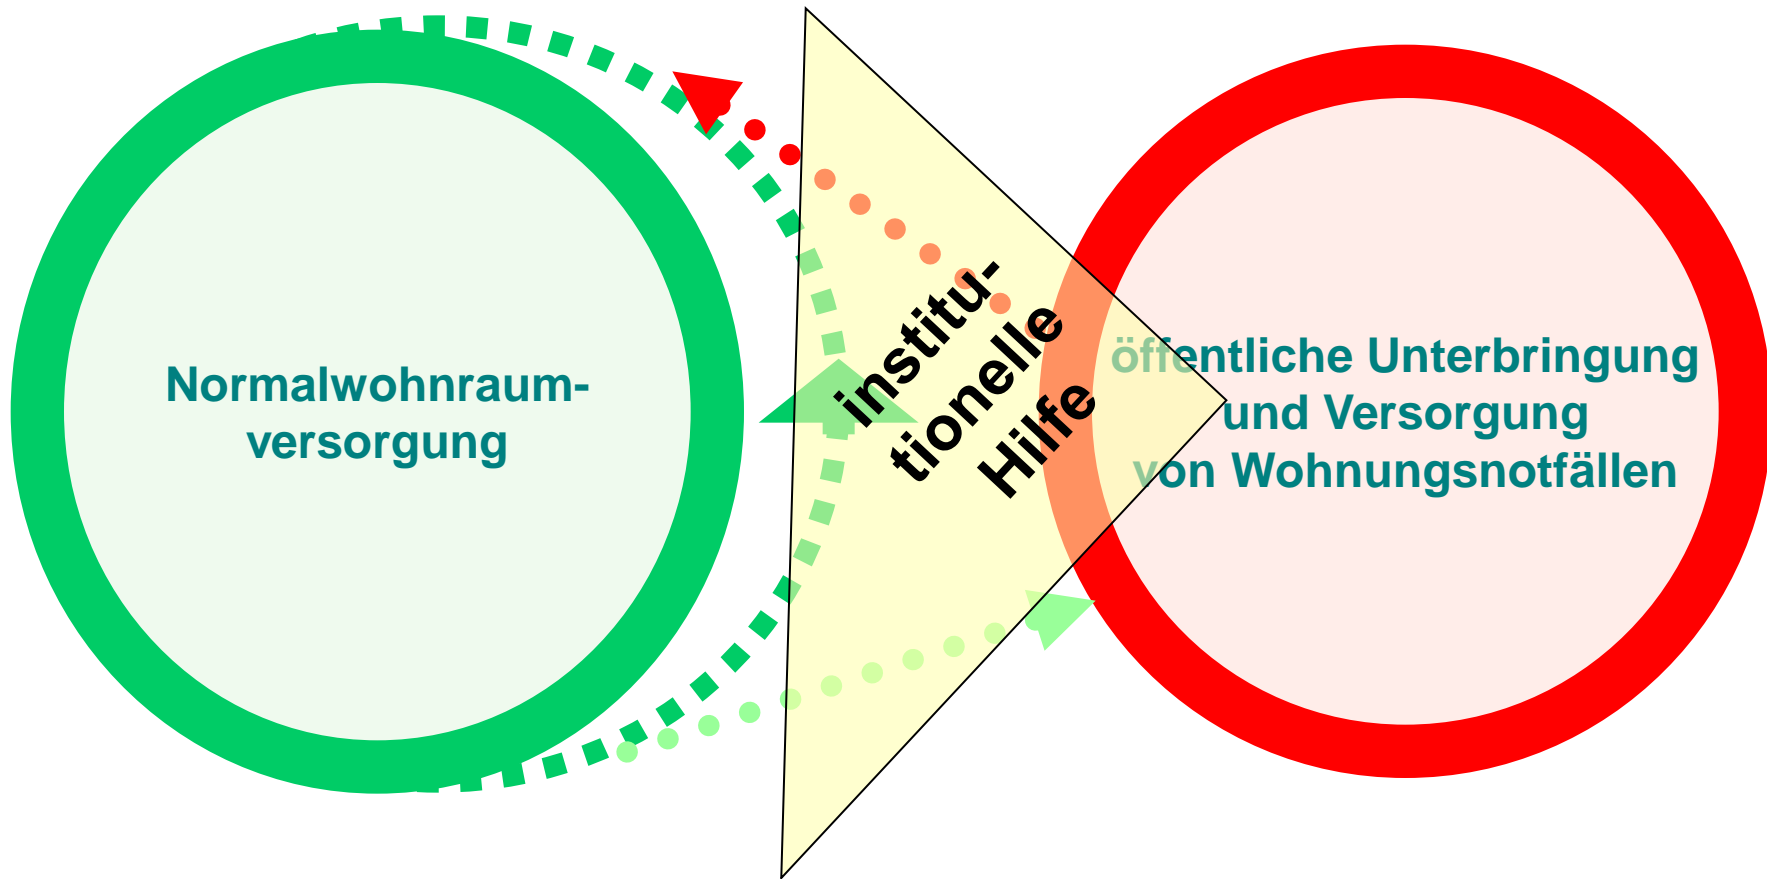 Normalwohnraum-
versorgung
institu-
tionelle
Hilfe
öffentliche Unterbringung
und Versorgung
von Wohnungsnotfällen